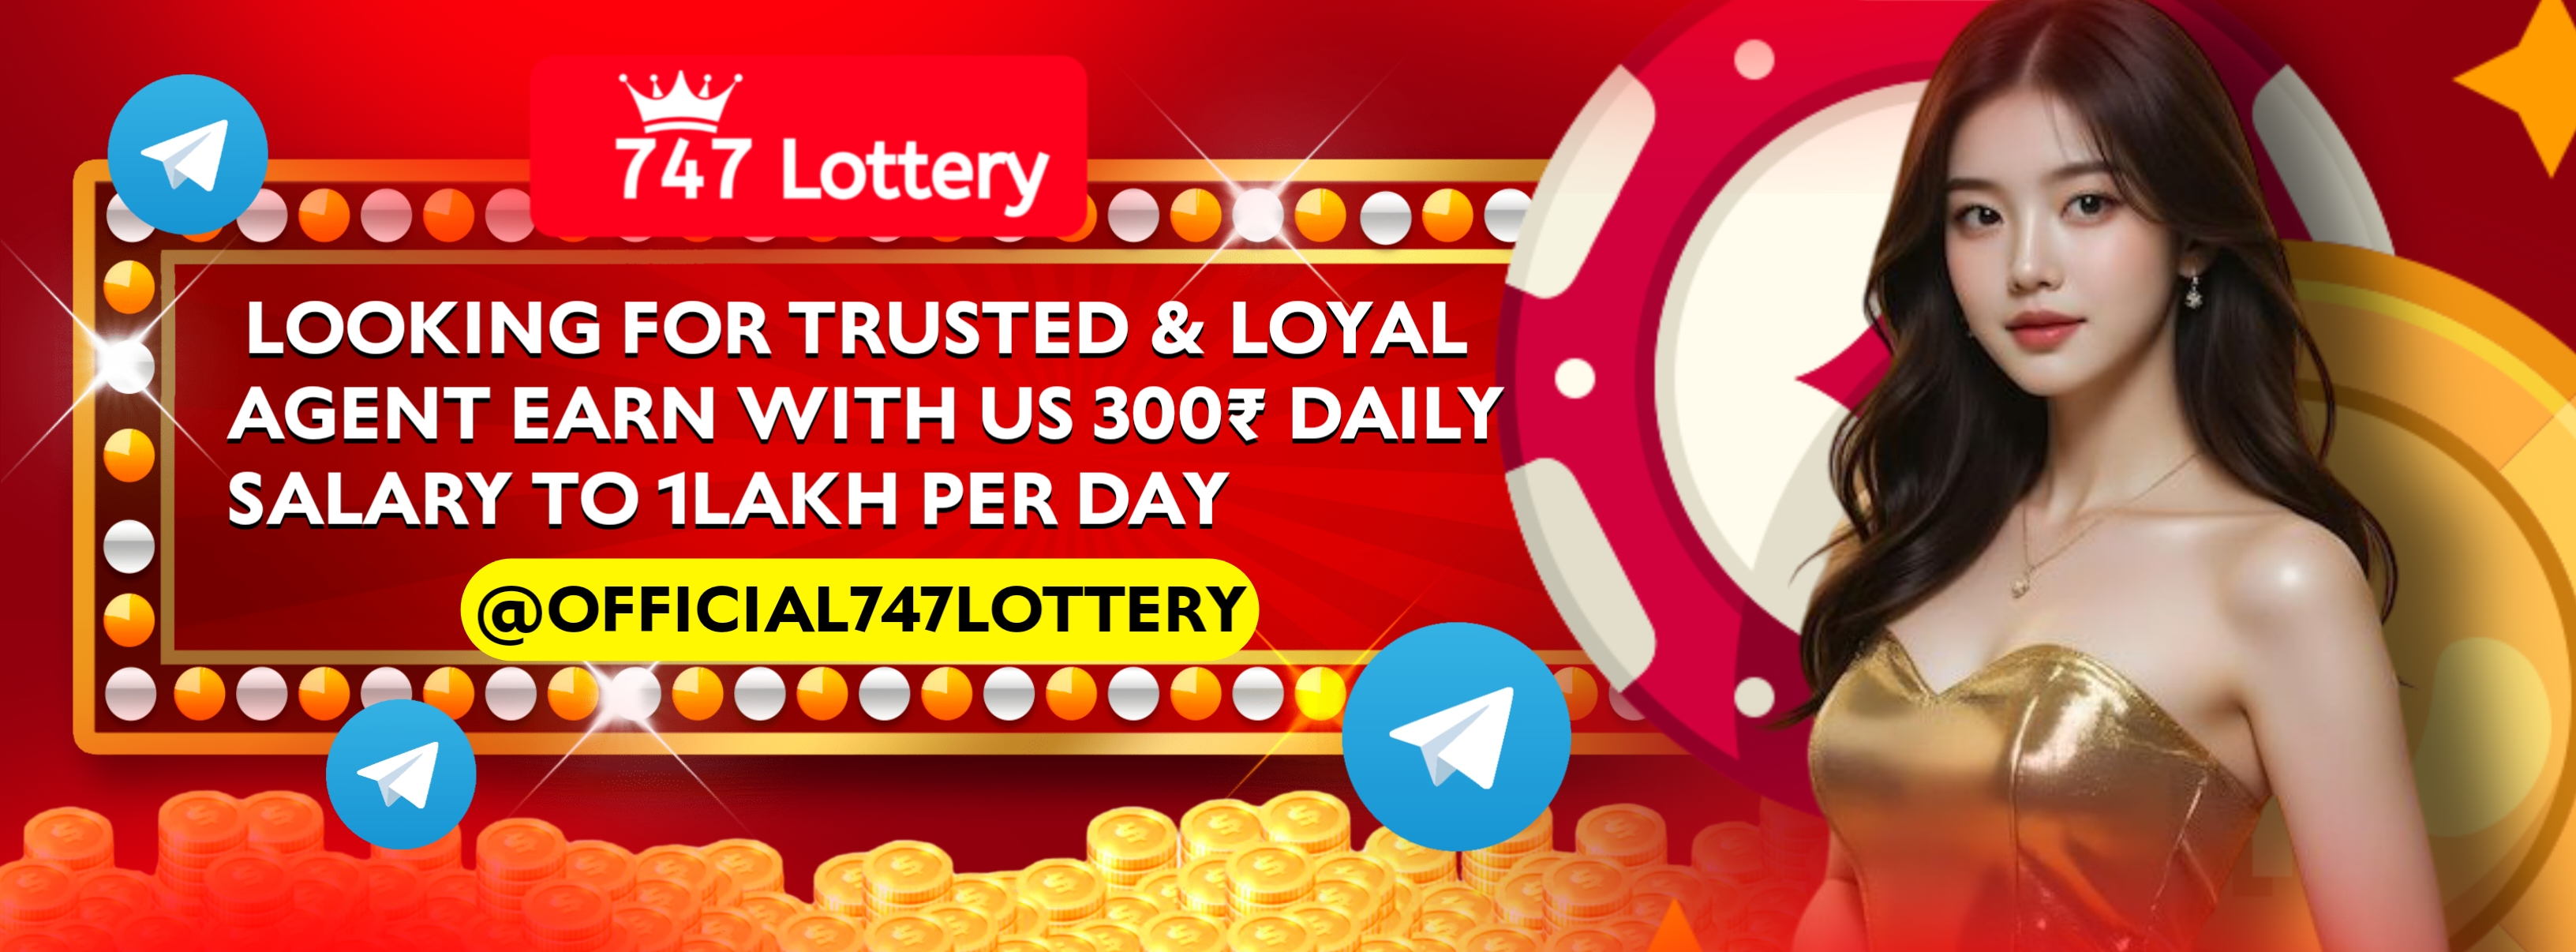 747 Lottery
LOOKING FOR TRUSTED & LOYAL
AGENT EARN WITH US 300₹ DAILY
SALARY TO 1LAKH PER DAY
@OFFICIAL747LOTTERY